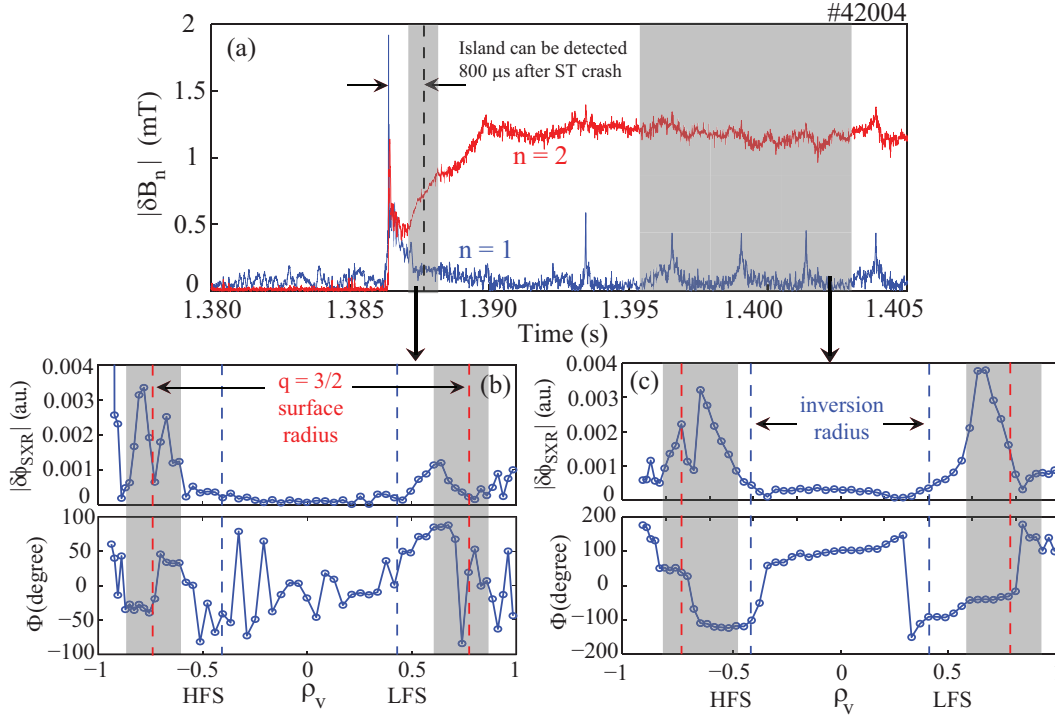 #42004
(a)
Island can be detected
800 μs after ST crash
|δB_n| (mT)
2
1.5
1
0.5
0
n = 2
n = 1
1.380
1.385
1.390
1.395
1.400
1.405
Time (s)
(b)
q = 3/2
surface
radius
|δϕ_SXR| (a.u.)
0.004
0.003
0.002
0.001
0
Φ (degree)
100
50
0
−50
−100
−1
−0.5
0
0.5
1
HFS
ρ_v
LFS
(c)
inversion
radius
|δϕ_SXR| (a.u.)
0.004
0.003
0.002
0.001
0
Φ (degree)
200
100
0
−100
−200
−1
−0.5
0
0.5
HFS
ρ_v
LFS